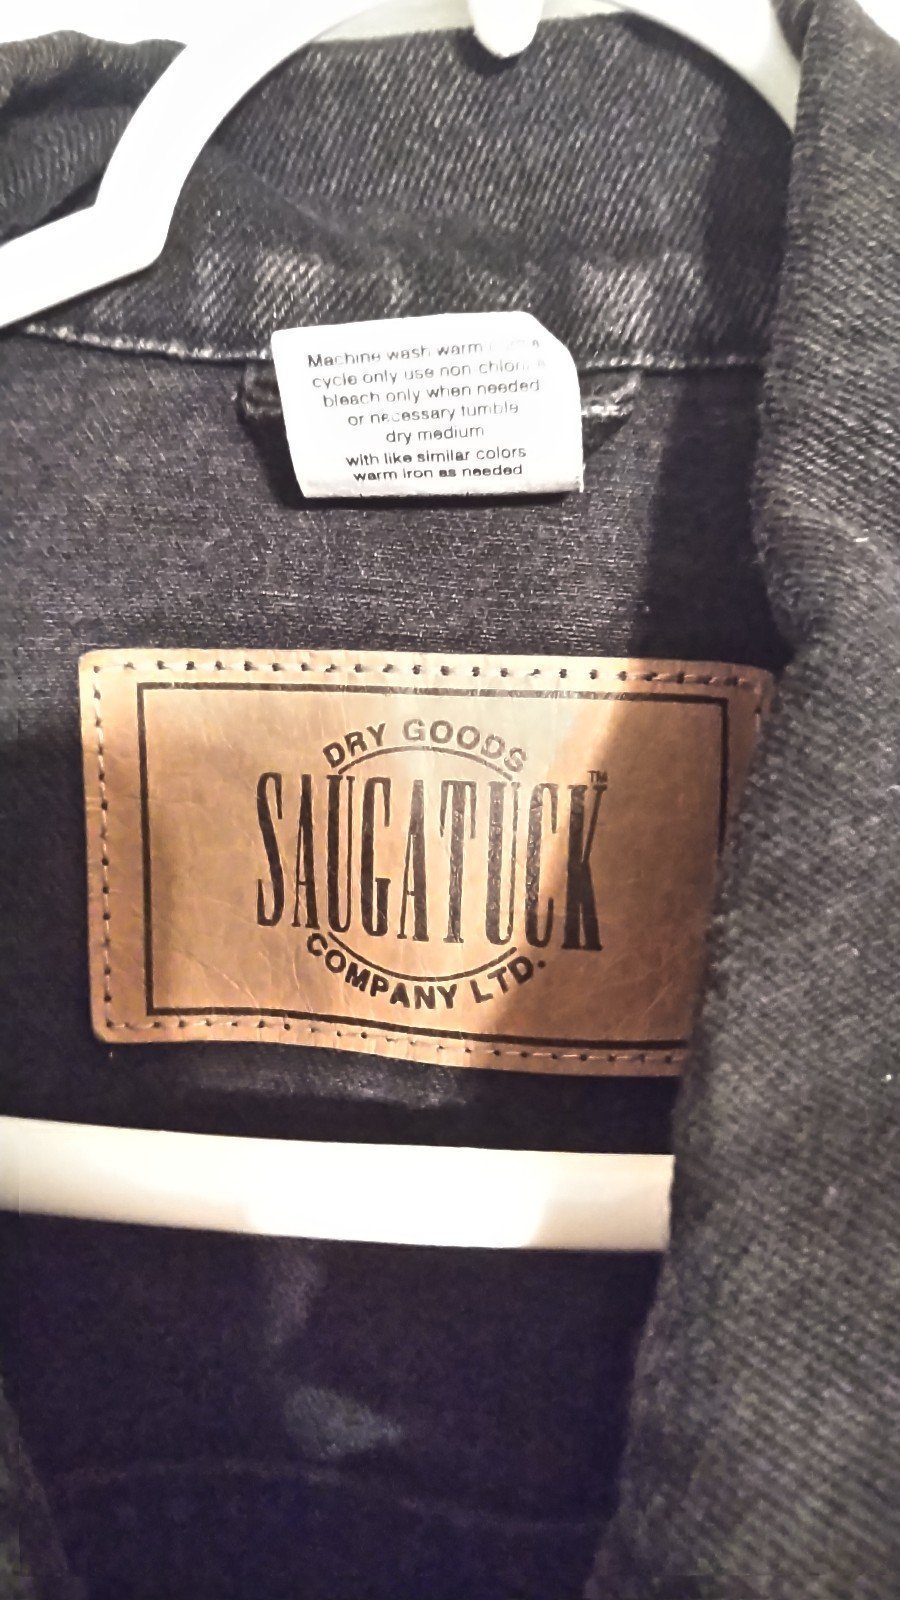 Machine wash warm
cycle only use non
bleach only when needed
or necessary tumble
dry medium
with like similar colors
warm iron as needed
DRY GOODS
SAUGATUCK™
COMPANY LTD.